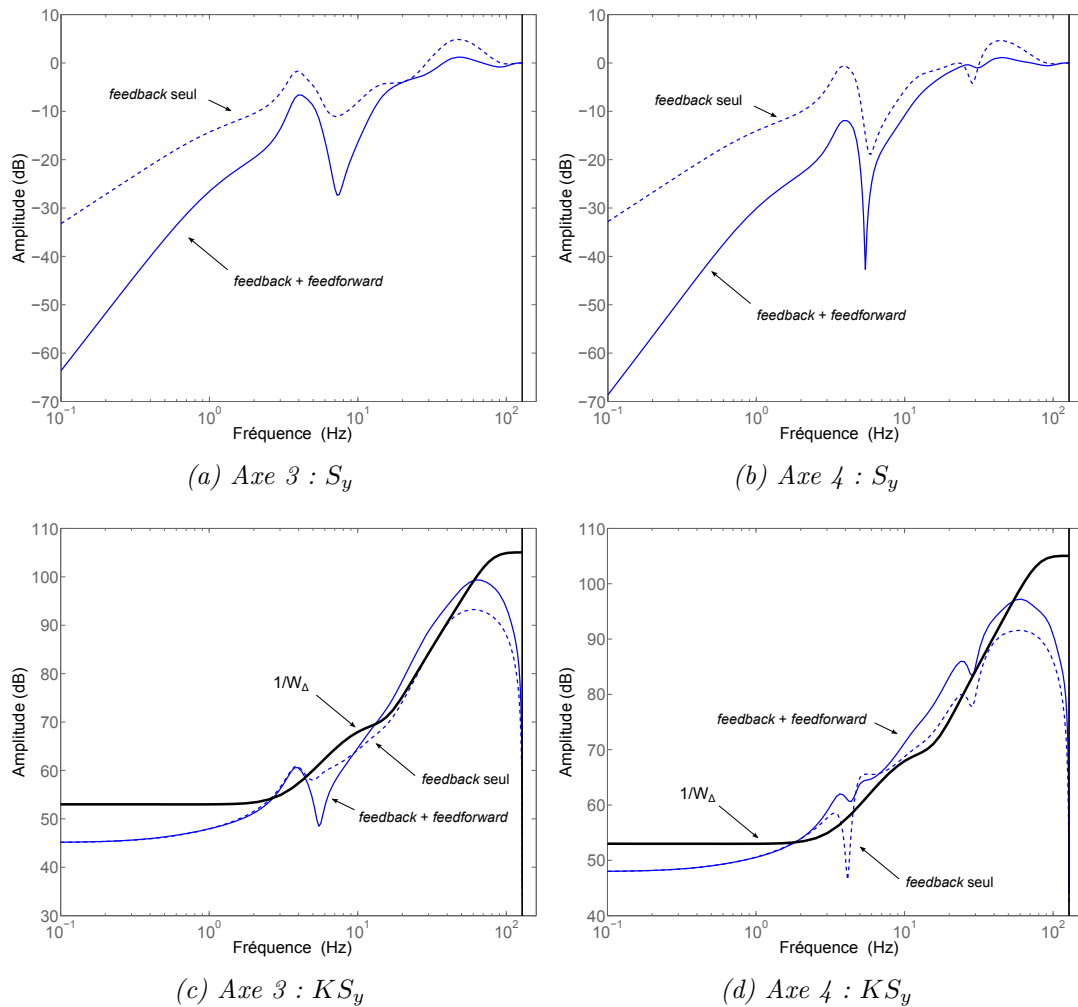 10
0
−10
−20
−30
−40
−50
−60
−70
Amplitude (dB)
feedback seul
feedback + feedforward
10⁻¹ 10⁰ 10¹ 10²
Fréquence (Hz)
(a) Axe 3 : S_y
10
0
−10
−20
−30
−40
−50
−60
−70
Amplitude (dB)
feedback seul
feedback + feedforward
10⁻¹ 10⁰ 10¹ 10²
Fréquence (Hz)
(b) Axe 4 : S_y
110
100
90
80
70
60
50
40
30
Amplitude (dB)
1/W_Δ
feedback seul
feedback + feedforward
10⁻¹ 10⁰ 10¹ 10²
Fréquence (Hz)
(c) Axe 3 : KS_y
110
100
90
80
70
60
50
40
Amplitude (dB)
feedback + feedforward
1/W_Δ
feedback seul
10⁻¹ 10⁰ 10¹ 10²
Fréquence (Hz)
(d) Axe 4 : KS_y